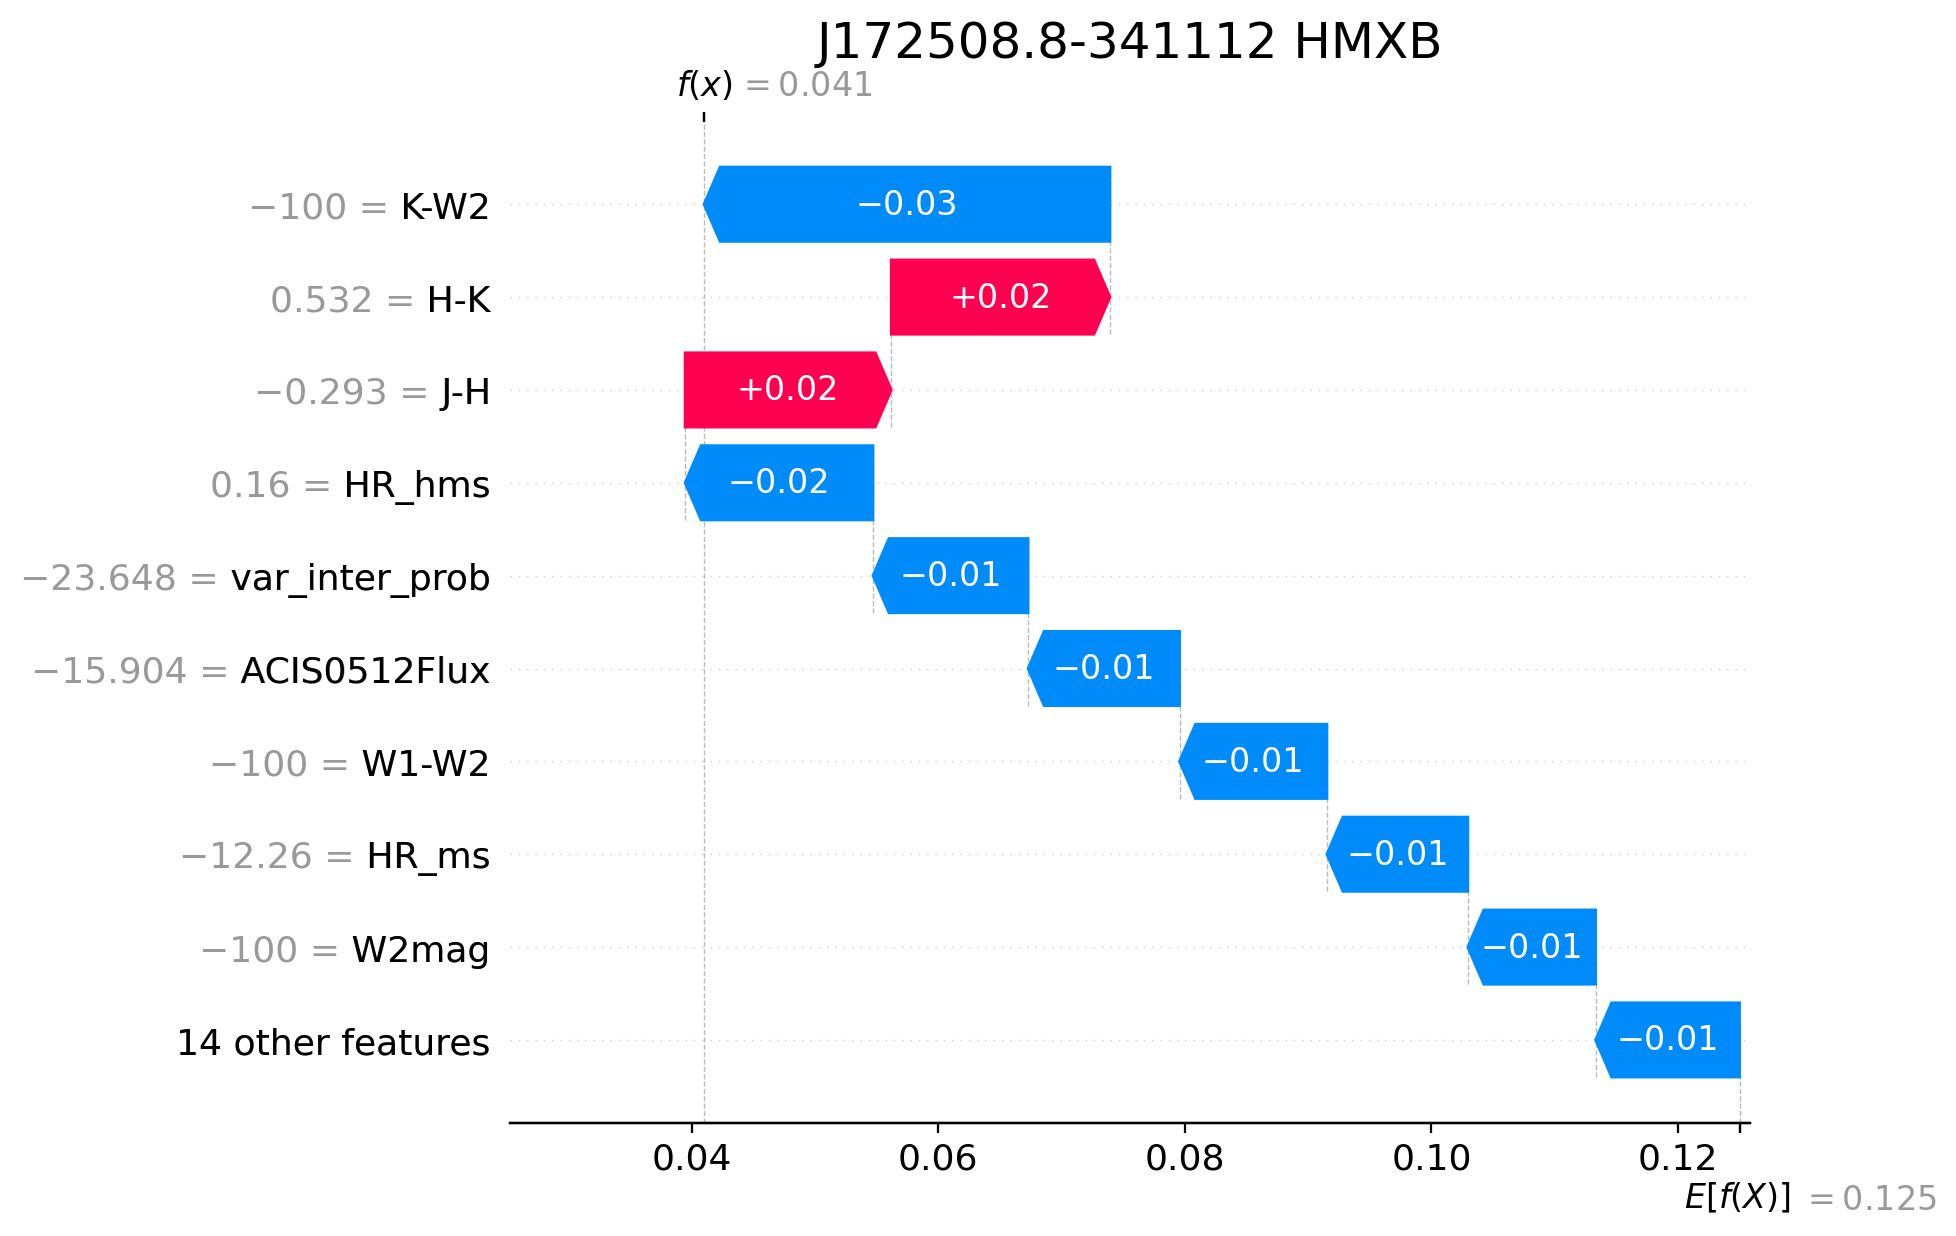 J172508.8-341112 HMXB
f(x) = 0.041
−100 = K-W2
−0.03
0.532 = H-K
+0.02
−0.293 = J-H
+0.02
0.16 = HR_hms
−0.02
−23.648 = var_inter_prob
−0.01
−15.904 = ACIS0512Flux
−0.01
−100 = W1-W2
−0.01
−12.26 = HR_ms
−0.01
−100 = W2mag
−0.01
14 other features
−0.01
0.04 0.06 0.08 0.10 0.12
E[f(X)] = 0.125